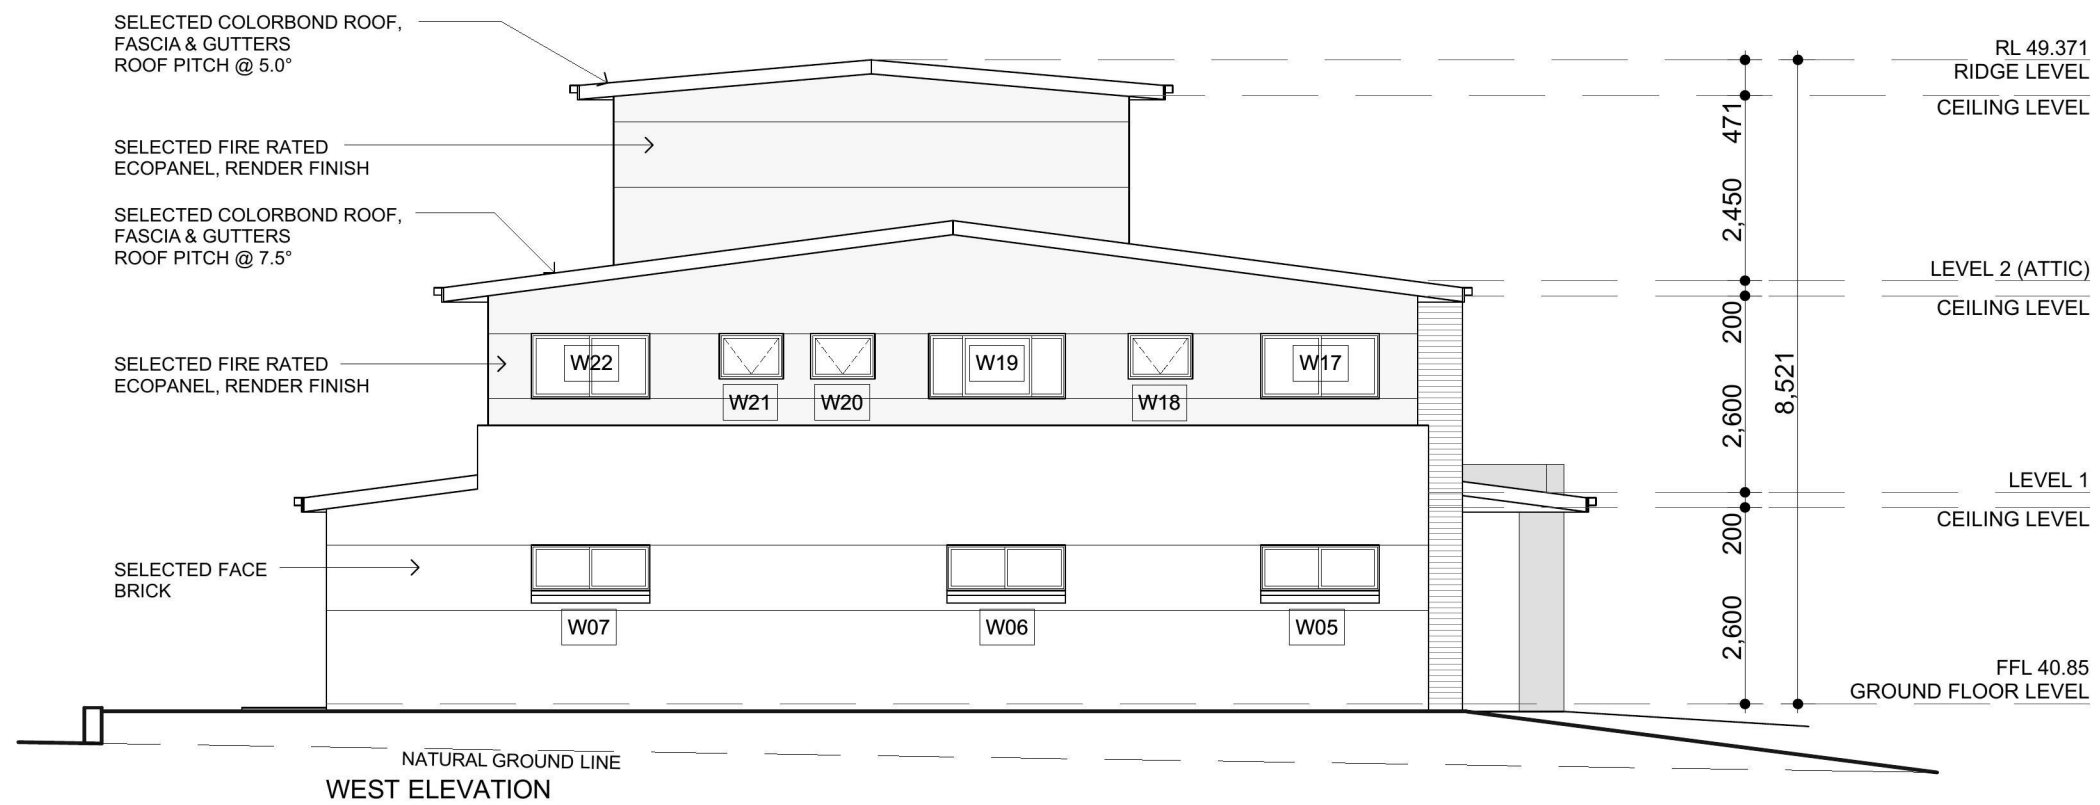 SELECTED COLORBOND ROOF,
FASCIA & GUTTERS
ROOF PITCH @ 5.0°
SELECTED FIRE RATED
ECOPANEL, RENDER FINISH
SELECTED COLORBOND ROOF,
FASCIA & GUTTERS
ROOF PITCH @ 7.5°
SELECTED FIRE RATED
ECOPANEL, RENDER FINISH
SELECTED FACE
BRICK
W22
W21
W20
W19
W18
W17
W07
W06
W05
471
2,450
200
2,600
200
2,600
8,521
RL 49.371
RIDGE LEVEL
CEILING LEVEL
LEVEL 2 (ATTIC)
CEILING LEVEL
LEVEL 1
CEILING LEVEL
FFL 40.85
GROUND FLOOR LEVEL
NATURAL GROUND LINE
WEST ELEVATION